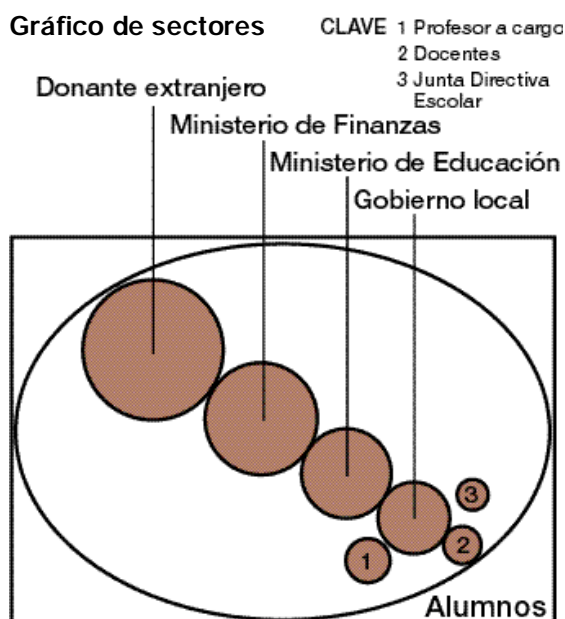 Gráfico de sectores
CLAVE 1 Profesor a cargo
2 Docentes
3 Junta Directiva
Escolar
Donante extranjero
Ministerio de Finanzas
Ministerio de Educación
Gobierno local
3
2
1
Alumnos